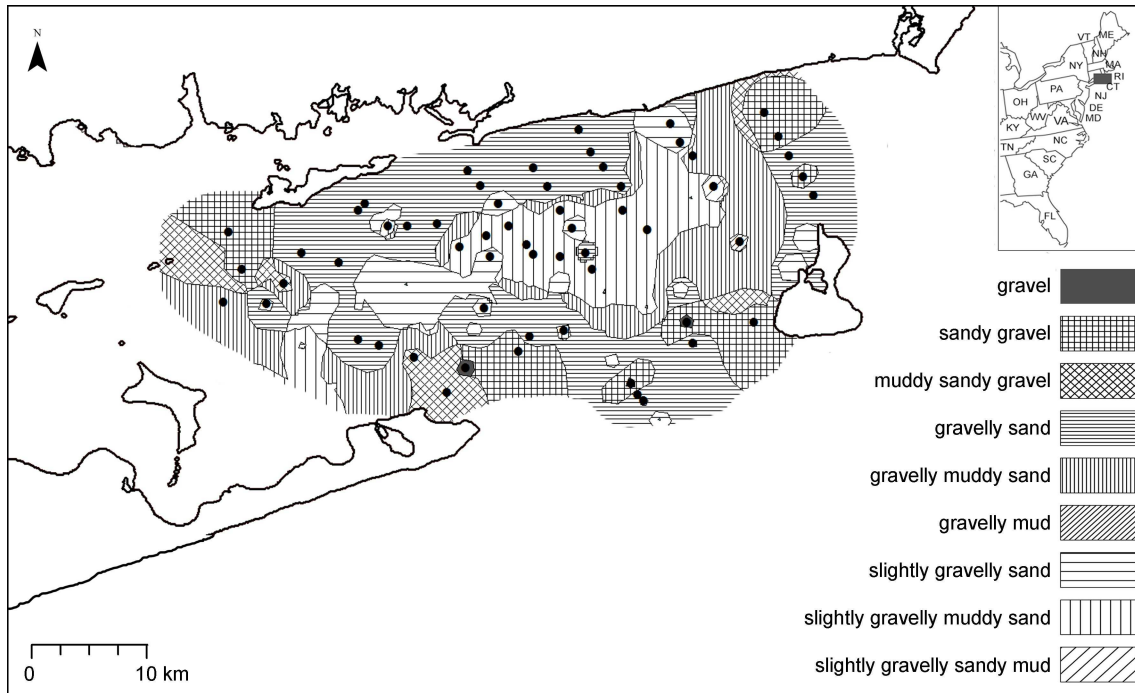 N
VT ME
NH
NY MA
RI
CT
PA
NJ
OH
DE
WV MD
VA
KY
NC
TN
SC
GA
FL
gravel
sandy gravel
muddy sandy gravel
gravelly sand
gravelly muddy sand
gravelly mud
slightly gravelly sand
slightly gravelly muddy sand
slightly gravelly sandy mud
0 10 km